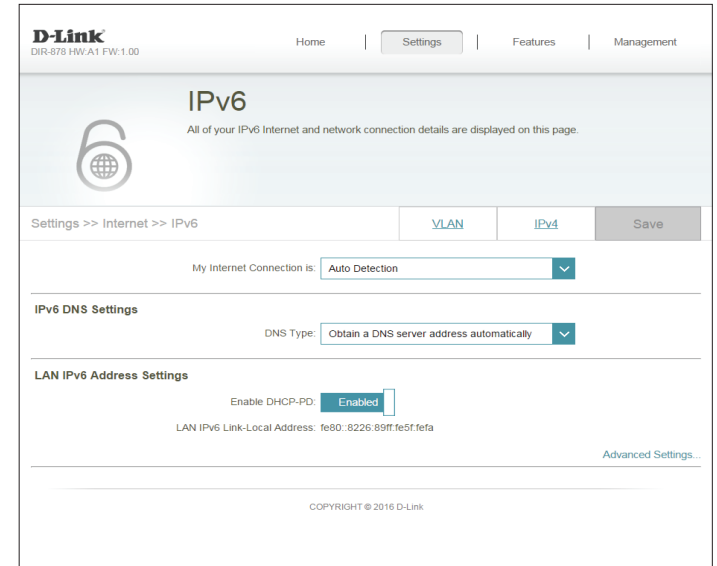 D-Link
DIR-878 HW:A1 FW:1.00
Home Settings Features Management
IPv6
All of your IPv6 Internet and network connection details are displayed on this page.
Settings >> Internet >> IPv6 VLAN IPv4 Save
My Internet Connection is: Auto Detection
IPv6 DNS Settings
DNS Type: Obtain a DNS server address automatically
LAN IPv6 Address Settings
Enable DHCP-PD: Enabled
LAN IPv6 Link-Local Address: fe80::8226:89ff:fe5f:fefa
Advanced Settings...
COPYRIGHT © 2016 D-Link